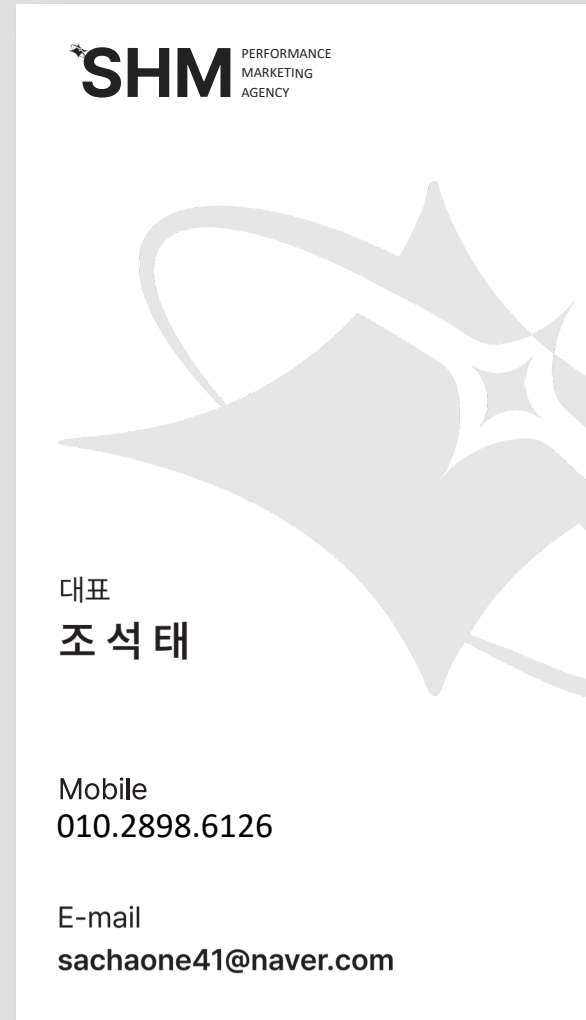 SHM
PERFORMANCE
MARKETING
AGENCY
대표
조 석 태
Mobile
010.2898.6126
E-mail
sachaone41@naver.com